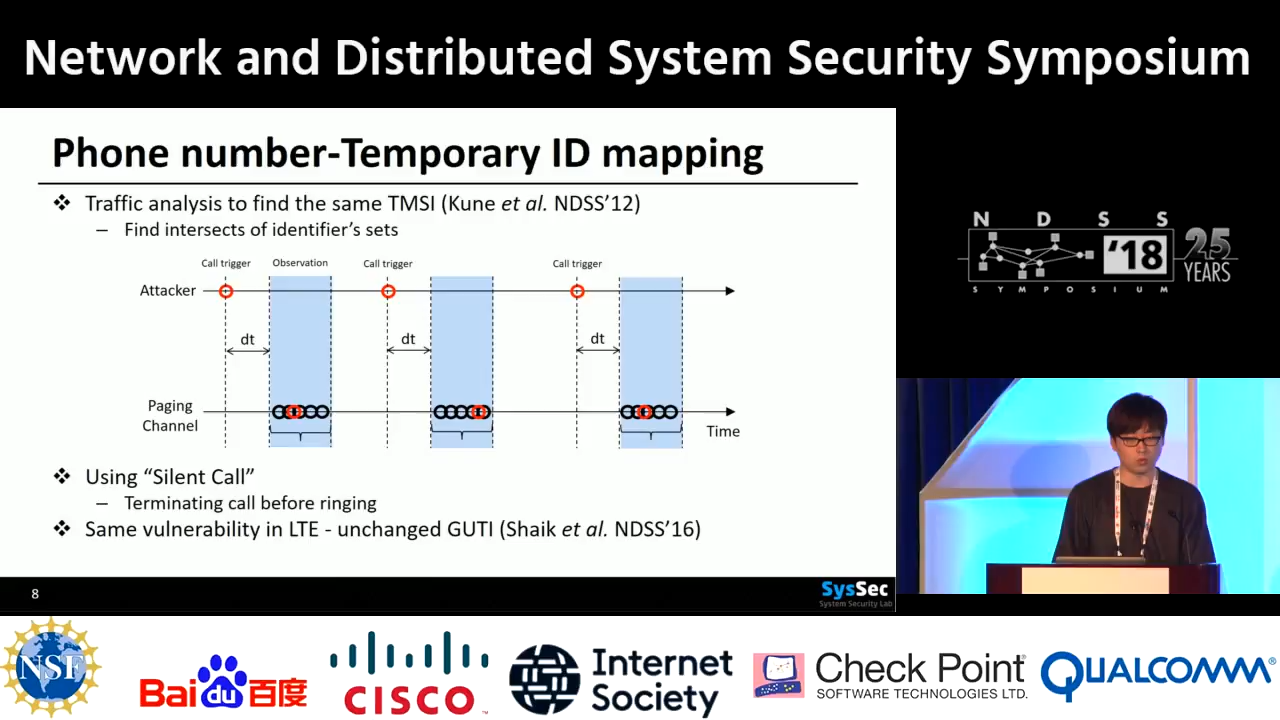 Network and Distributed System Security Symposium
Phone number-Temporary ID mapping
❖ Traffic analysis to find the same TMSI (Kune et al. NDSS’12)
– Find intersects of identifier’s sets
Call trigger Observation Call trigger Call trigger
Attacker
dt dt dt
Paging
Channel
Time
❖ Using “Silent Call”
– Terminating call before ringing
❖ Same vulnerability in LTE - unchanged GUTI (Shaik et al. NDSS’16)
8
SysSec
System Security Lab
N D S S
‘18
25
YEARS
SYMPOSIUM
NSF
Bai du 百度
CISCO™
Internet
Society
Check Point®
SOFTWARE TECHNOLOGIES LTD.
QUALCOMM®